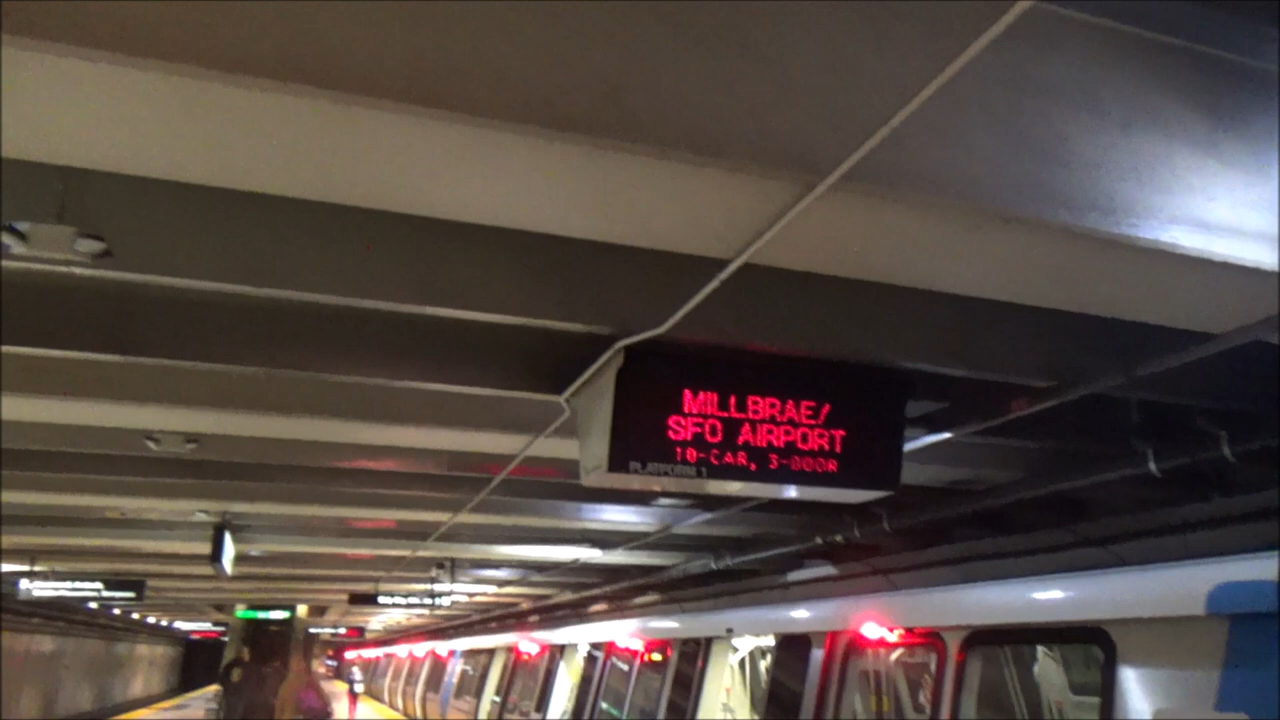 MILLBRAE/
SFO AIRPORT
10-CAR, 3-DOOR
PLATFORM 1